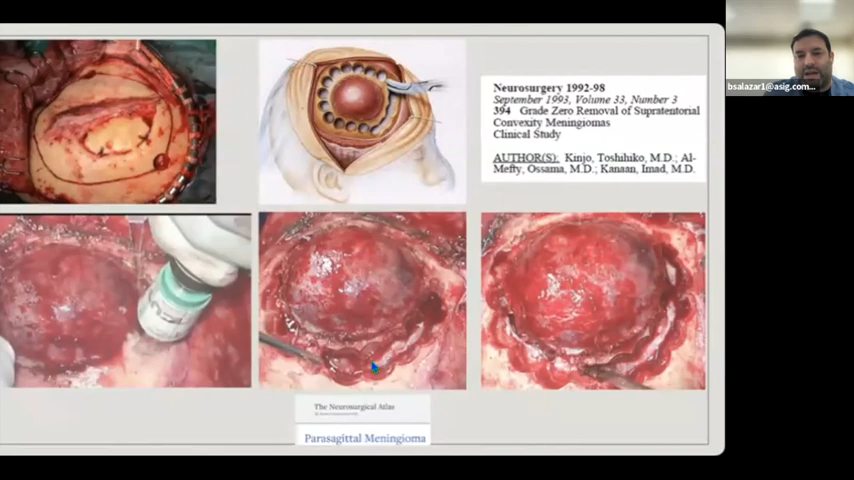 Neurosurgery 1992-98
September 1993, Volume 33, Number 3
394 Grade Zero Removal of Supratentorial
Convexity Meningiomas
Clinical Study
AUTHOR(S): Kinjo, Toshihiko, M.D.; Al-
Mefty, Ossama, M.D.; Kanaan, Imad, M.D.
bsalazar1@asig.com...
The Neurosurgical Atlas
Parasagittal Meningioma